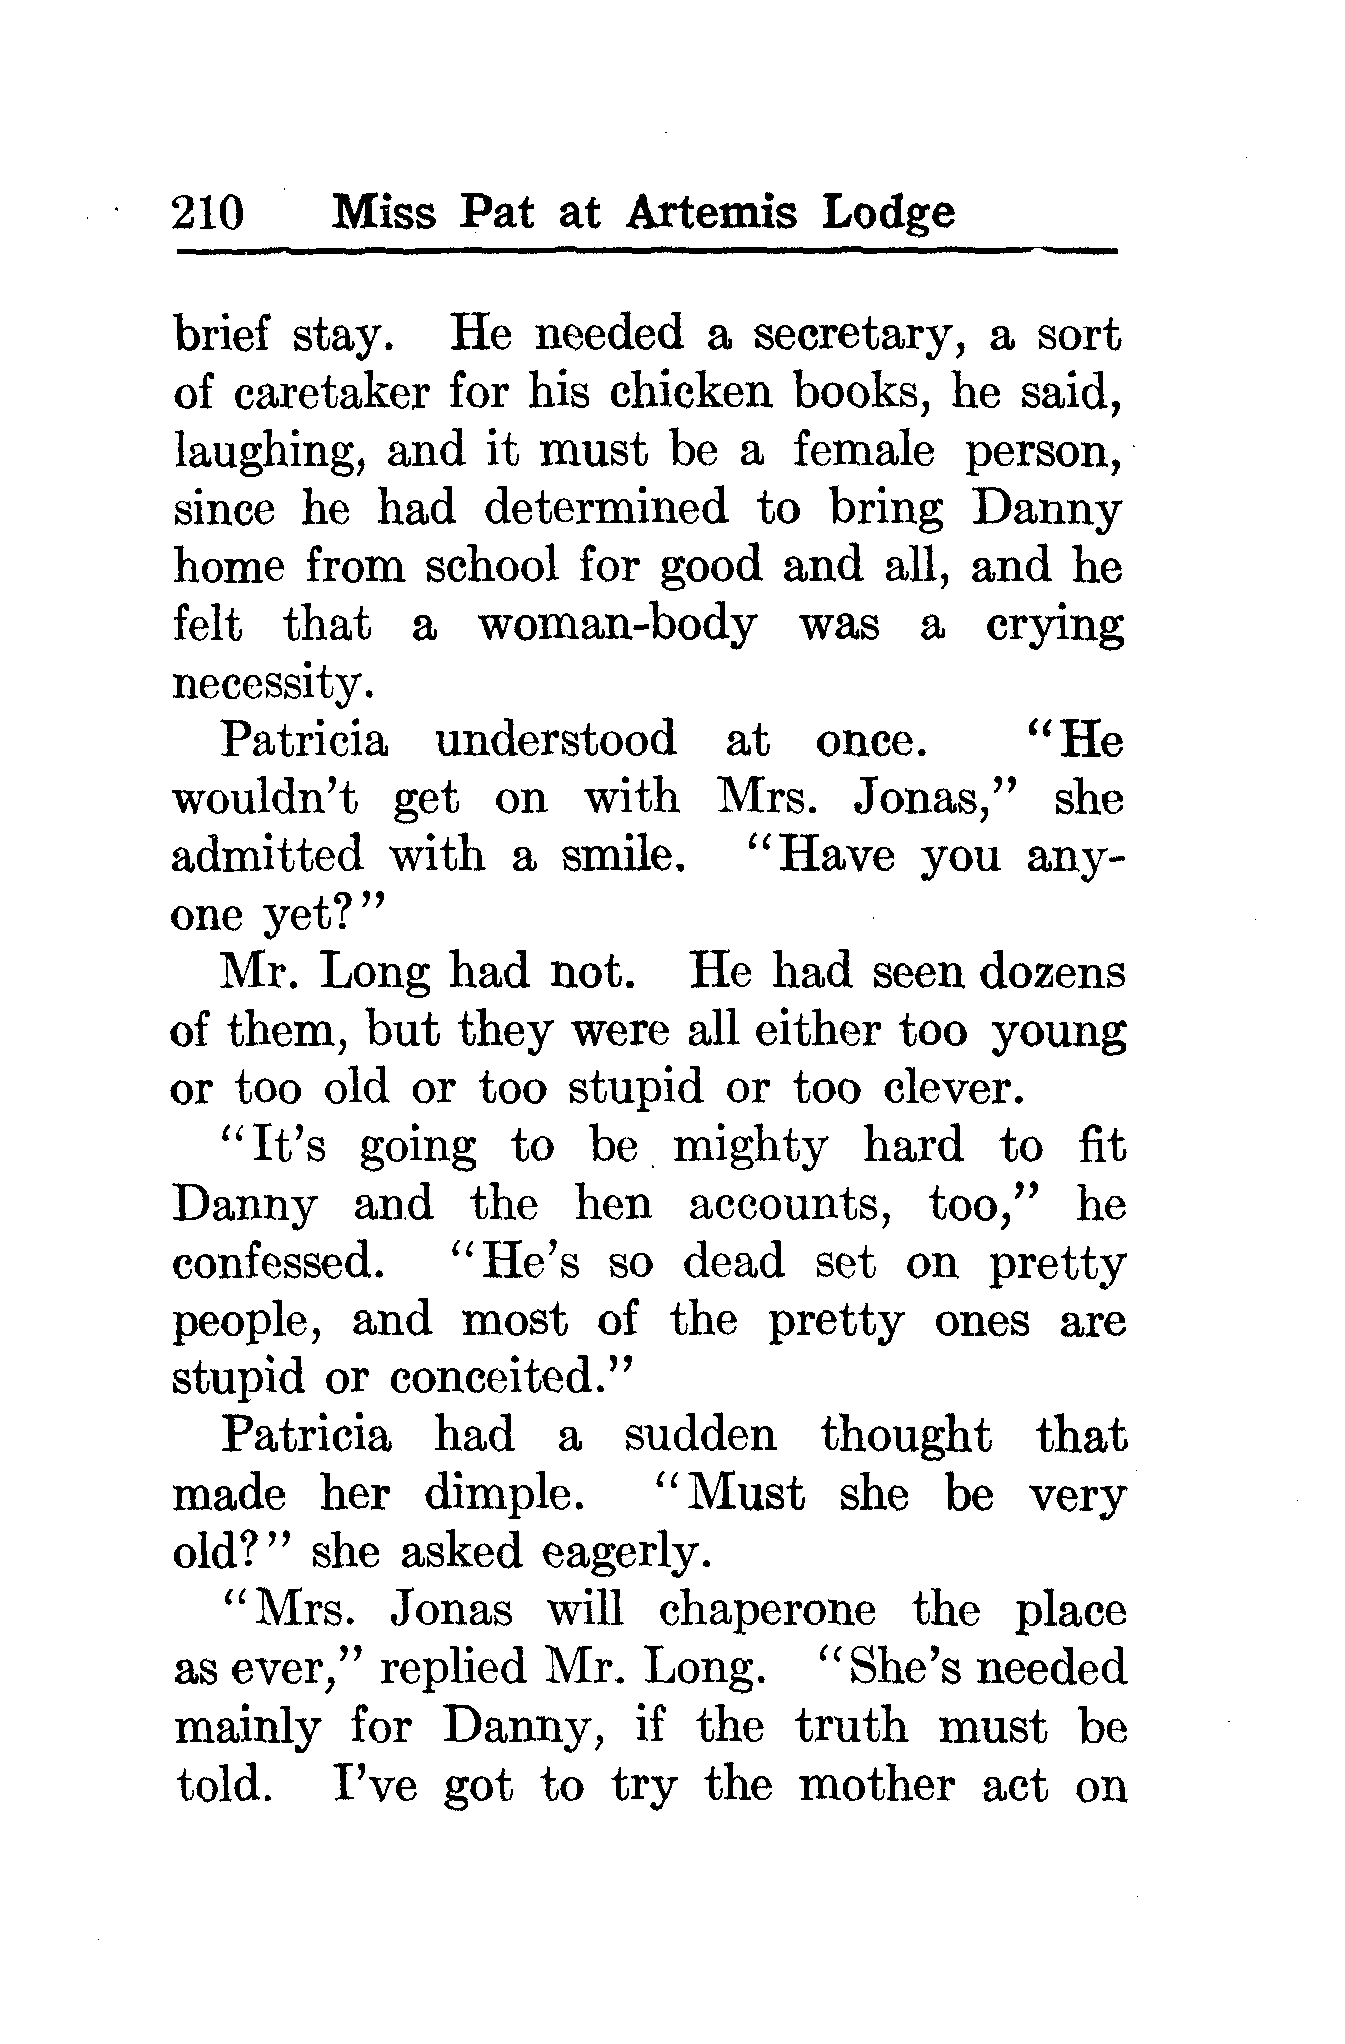 210 Miss Pat at Artemis Lodge
brief stay. He needed a secretary, a sort
of caretaker for his chicken books, he said,
laughing, and it must be a female person,
since he had determined to bring Danny
home from school for good and all, and he
felt that a woman-body was a crying
necessity.
Patricia understood at once. "He
wouldn't get on with Mrs. Jonas," she
admitted with a smile. "Have you any-
one yet?"
Mr. Long had not. He had seen dozens
of them, but they were all either too young
or too old or too stupid or too clever.
"It's going to be mighty hard to fit
Danny and the hen accounts, too," he
confessed. "He's so dead set on pretty
people, and most of the pretty ones are
stupid or conceited."
Patricia had a sudden thought that
made her dimple. "Must she be very
old?" she asked eagerly.
"Mrs. Jonas will chaperone the place
as ever," replied Mr. Long. "She's needed
mainly for Danny, if the truth must be
told. I've got to try the mother act on